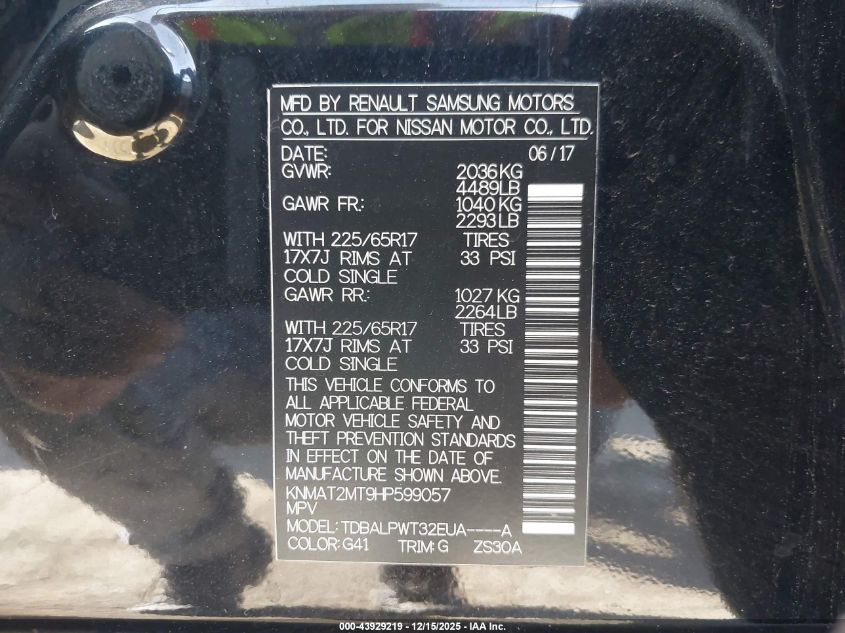 MFD BY RENAULT SAMSUNG MOTORS
CO., LTD. FOR NISSAN MOTOR CO., LTD.
DATE: 06/17
GVWR: 2036KG
4489LB
GAWR FR: 1040KG
2293LB
WITH 225/65R17 TIRES
17X7J RIMS AT 33 PSI
COLD SINGLE
GAWR RR: 1027KG
2264LB
WITH 225/65R17 TIRES
17X7J RIMS AT 33 PSI
COLD SINGLE
THIS VEHICLE CONFORMS TO
ALL APPLICABLE FEDERAL
MOTOR VEHICLE SAFETY AND
THEFT PREVENTION STANDARDS
IN EFFECT ON THE DATE OF
MANUFACTURE SHOWN ABOVE.
KNMAT2MT9HP599057
MPV
MODEL: TDBALPWT32EUA----A
COLOR: G41 TRIM: G ZS30A
000-43929219 - 12/15/2025 - IAA Inc.